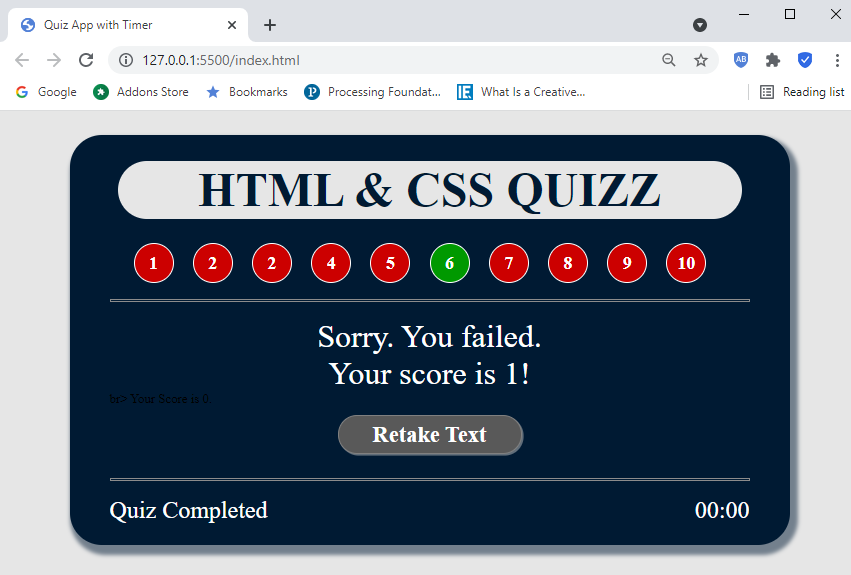 Quiz App with Timer
127.0.0.1:5500/index.html
AB
Google Addons Store Bookmarks Processing Foundat... What Is a Creative... Reading list
HTML & CSS QUIZZ
1 2 2 4 5 6 7 8 9 10
Sorry. You failed.
Your score is 1!
br> Your Score is 0
Retake Text
Quiz Completed 00:00